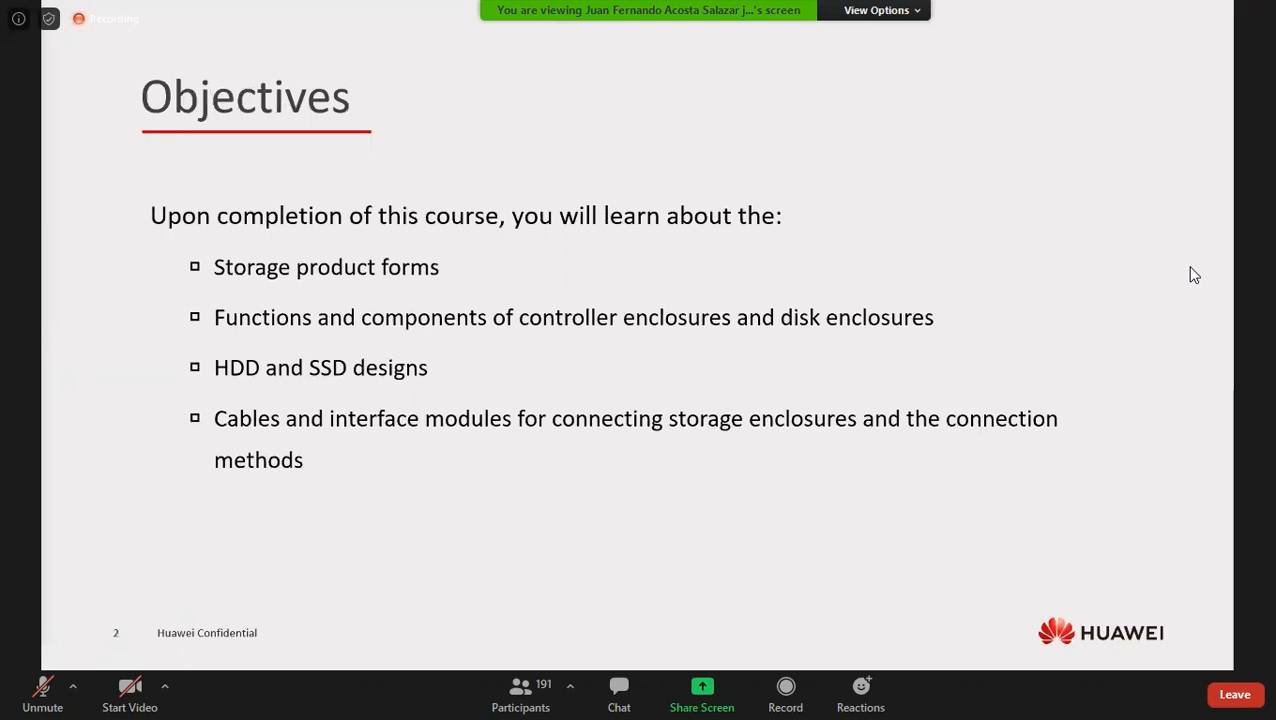 Recording
You are viewing Juan Fernando Acosta Salazar j...'s screen
View Options
Objectives
Upon completion of this course, you will learn about the:
Storage product forms
Functions and components of controller enclosures and disk enclosures
HDD and SSD designs
Cables and interface modules for connecting storage enclosures and the connection
methods
2 Huawei Confidential
HUAWEI
Unmute
Start Video
191
Participants
Chat
Share Screen
Record
Reactions
Leave